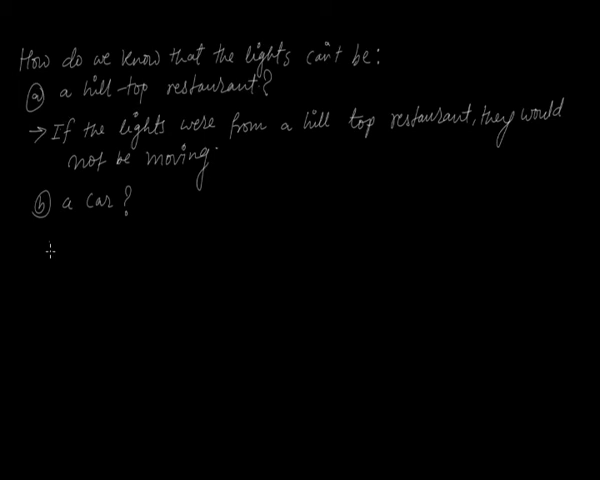 How do we know that the lights can't be:
(a) a hill-top restaurant?
→ If the lights were from a hill top restaurant, they would
not be moving.
(b) a car?